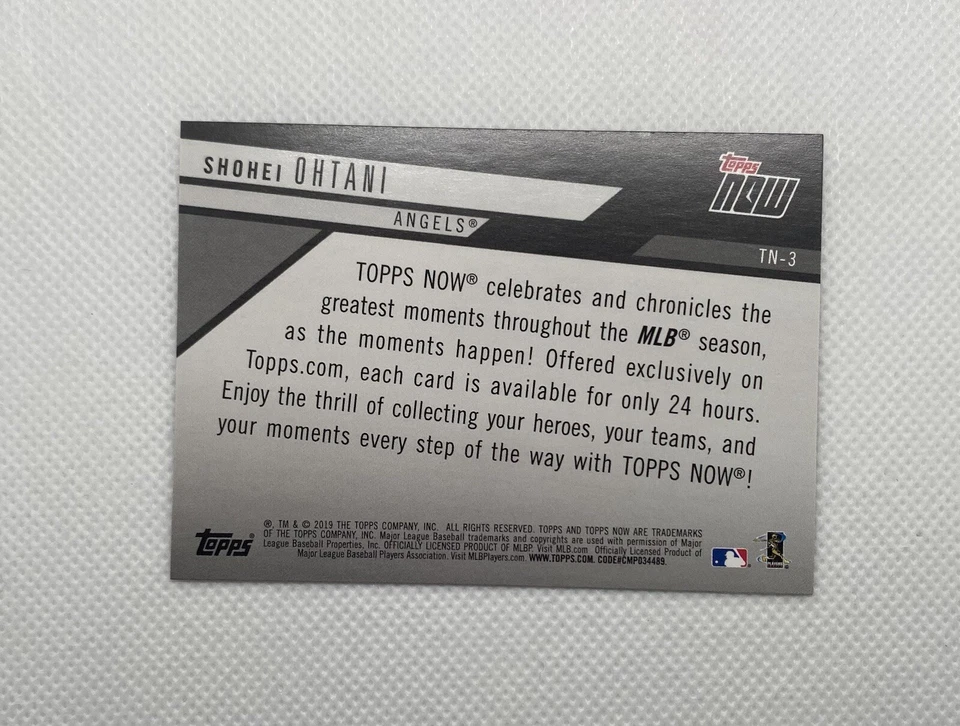 SHOHEI OHTANI
topps
NOW
ANGELS®
TN-3
TOPPS NOW® celebrates and chronicles the
greatest moments throughout the MLB® season,
as the moments happen! Offered exclusively on
Topps.com, each card is available for only 24 hours.
Enjoy the thrill of collecting your heroes, your teams, and
your moments every step of the way with TOPPS NOW®!
topps®
®, TM & © 2019 THE TOPPS COMPANY, INC. ALL RIGHTS RESERVED. TOPPS AND TOPPS NOW ARE TRADEMARKS
OF THE TOPPS COMPANY, INC. Major League Baseball trademarks and copyrights are used with permission of Major
League Baseball Properties, Inc. OFFICIALLY LICENSED PRODUCT OF MLBP. Visit MLB.com Officially Licensed Product of
Major League Baseball Players Association. Visit MLBPlayers.com. WWW.TOPPS.COM. CODE#CMP034489.